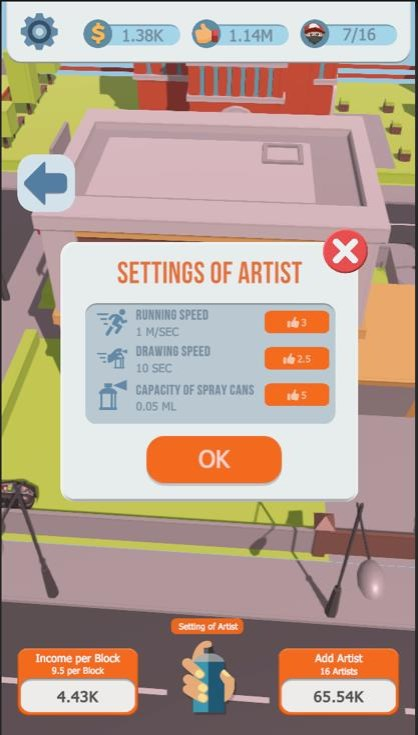 1.38K 1.14M 7/16
SETTINGS OF ARTIST
RUNNING SPEED
1 M/SEC
3
DRAWING SPEED
10 SEC
2.5
CAPACITY OF SPRAY CANS
0.05 ML
5
OK
Setting of Artist
Income per Block
9.5 per Block
4.43K
Add Artist
16 Artists
65.54K